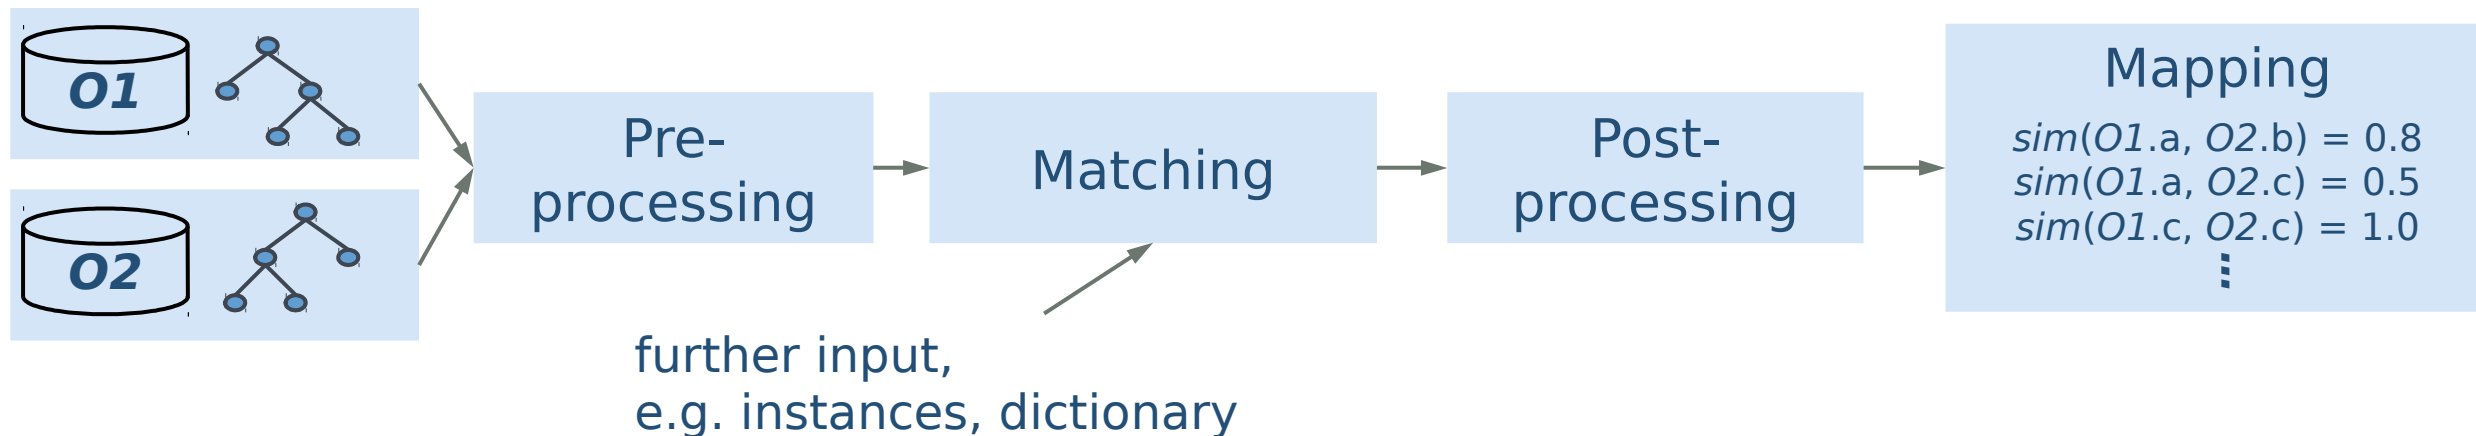 O1
O2
Pre-
processing
Matching
Post-
processing
Mapping
sim(O1.a, O2.b) = 0.8
sim(O1.a, O2.c) = 0.5
sim(O1.c, O2.c) = 1.0
⋮
further input,
e.g. instances, dictionary